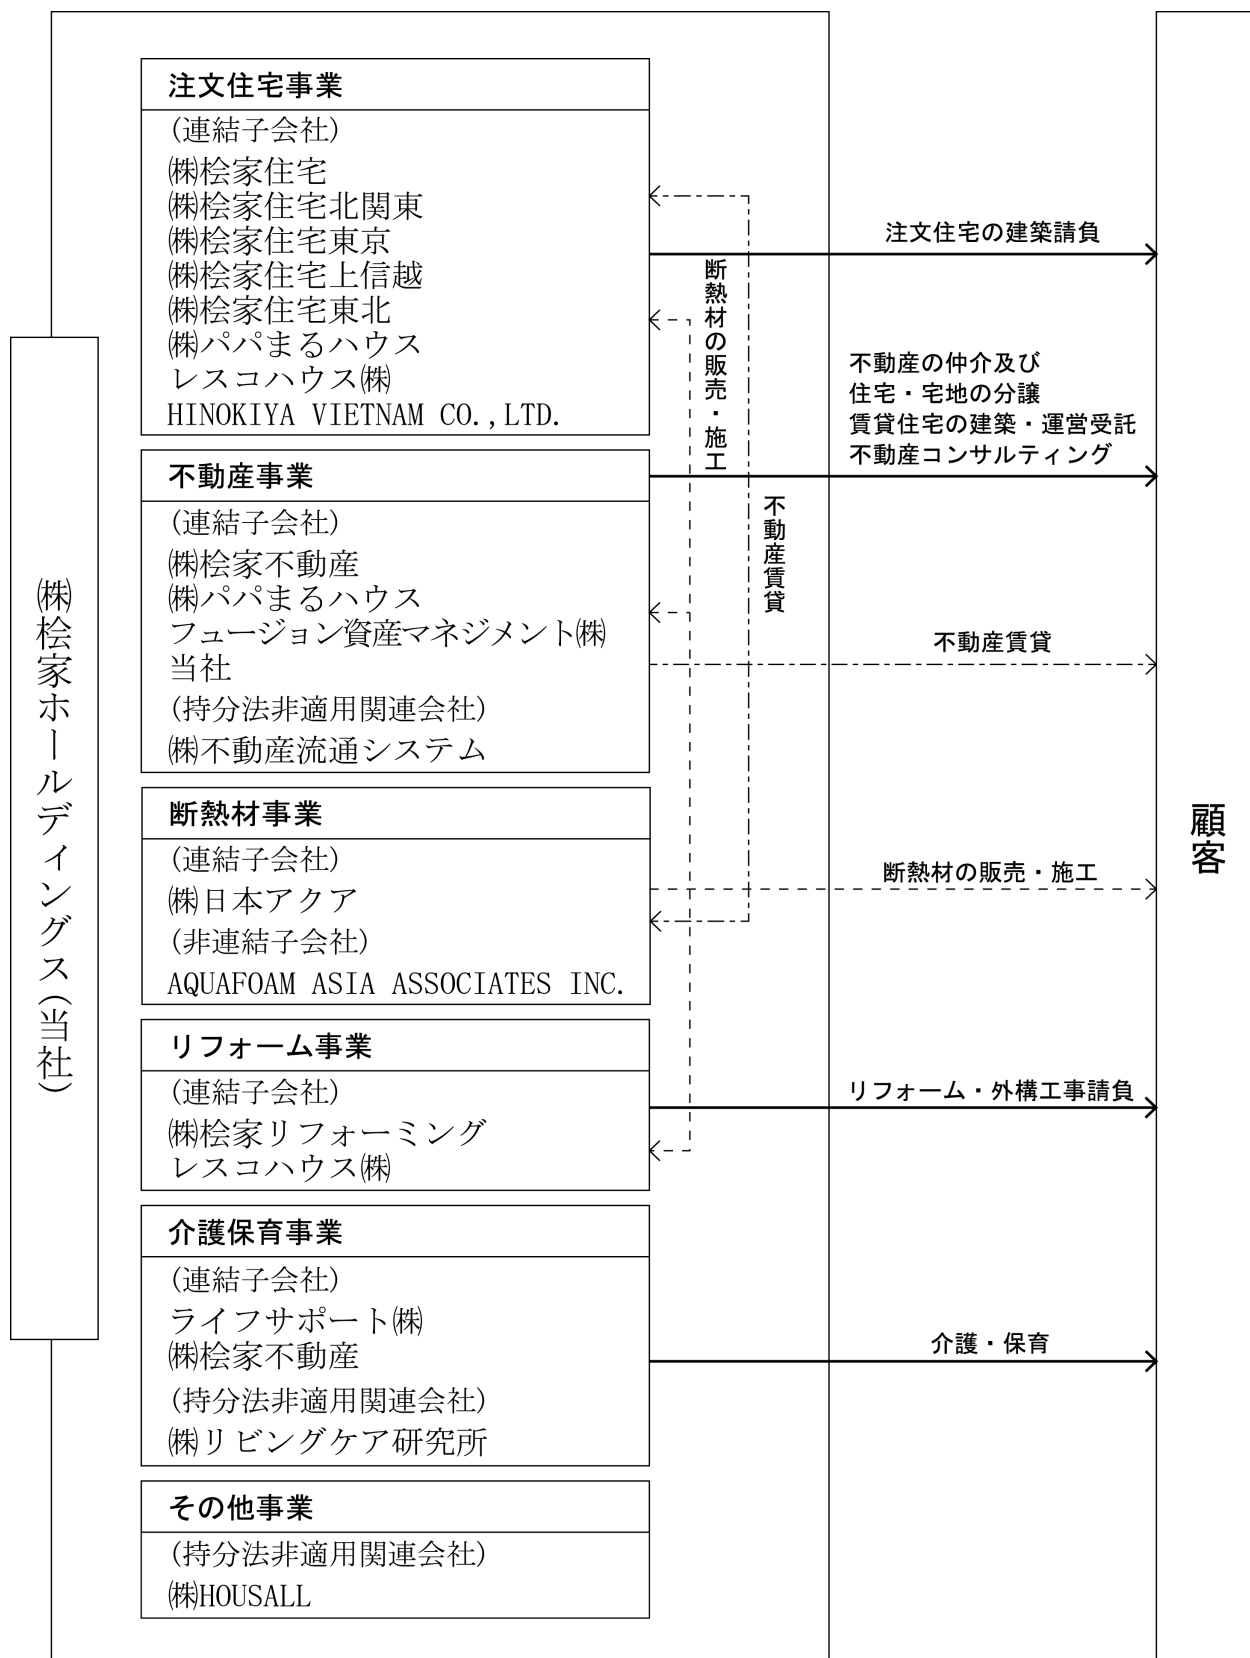 ㈱桧家ホールディングス(当社)
注文住宅事業
(連結子会社)
㈱桧家住宅
㈱桧家住宅北関東
㈱桧家住宅東京
㈱桧家住宅上信越
㈱桧家住宅東北
㈱パパまるハウス
レスコハウス㈱
HINOKIYA VIETNAM CO.,LTD.
不動産事業
(連結子会社)
㈱桧家不動産
㈱パパまるハウス
フュージョン資産マネジメント㈱
当社
(持分法非適用関連会社)
㈱不動産流通システム
断熱材事業
(連結子会社)
㈱日本アクア
(非連結子会社)
AQUAFOAM ASIA ASSOCIATES INC.
リフォーム事業
(連結子会社)
㈱桧家リフォーミング
レスコハウス㈱
介護保育事業
(連結子会社)
ライフサポート㈱
㈱桧家不動産
(持分法非適用関連会社)
㈱リビングケア研究所
その他事業
(持分法非適用関連会社)
㈱HOUSALL
断熱材の販売・施工
不動産賃貸
注文住宅の建築請負
不動産の仲介及び
住宅・宅地の分譲
賃貸住宅の建築・運営受託
不動産コンサルティング
不動産賃貸
断熱材の販売・施工
リフォーム・外構工事請負
介護・保育
顧客